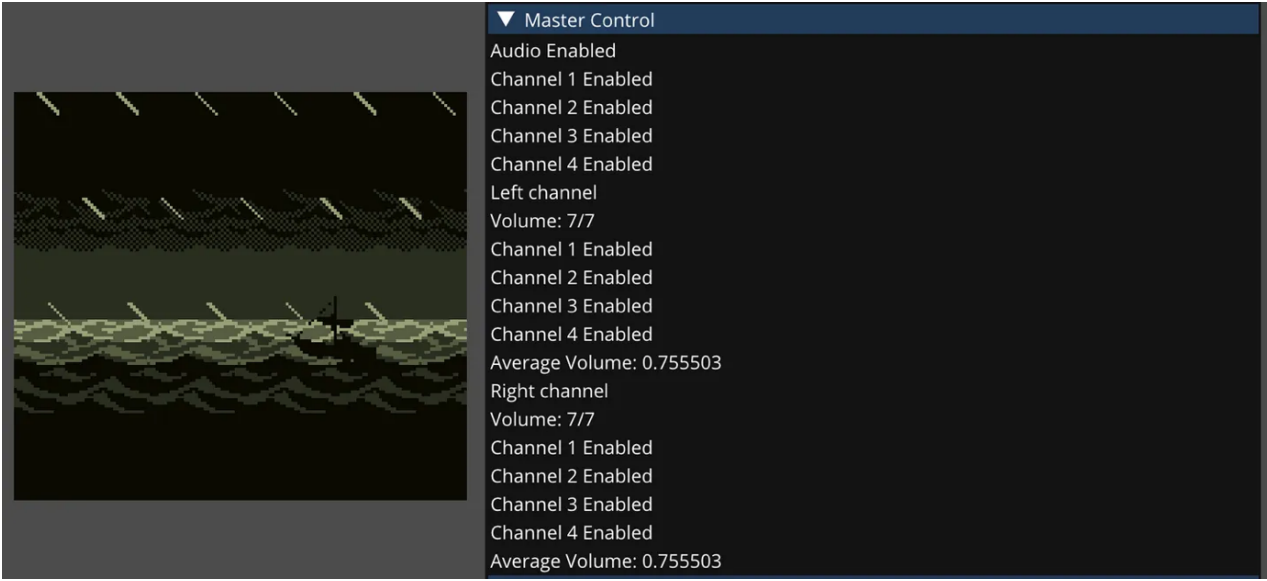 Master Control
Audio Enabled
Channel 1 Enabled
Channel 2 Enabled
Channel 3 Enabled
Channel 4 Enabled
Left channel
Volume: 7/7
Channel 1 Enabled
Channel 2 Enabled
Channel 3 Enabled
Channel 4 Enabled
Average Volume: 0.755503
Right channel
Volume: 7/7
Channel 1 Enabled
Channel 2 Enabled
Channel 3 Enabled
Channel 4 Enabled
Average Volume: 0.755503